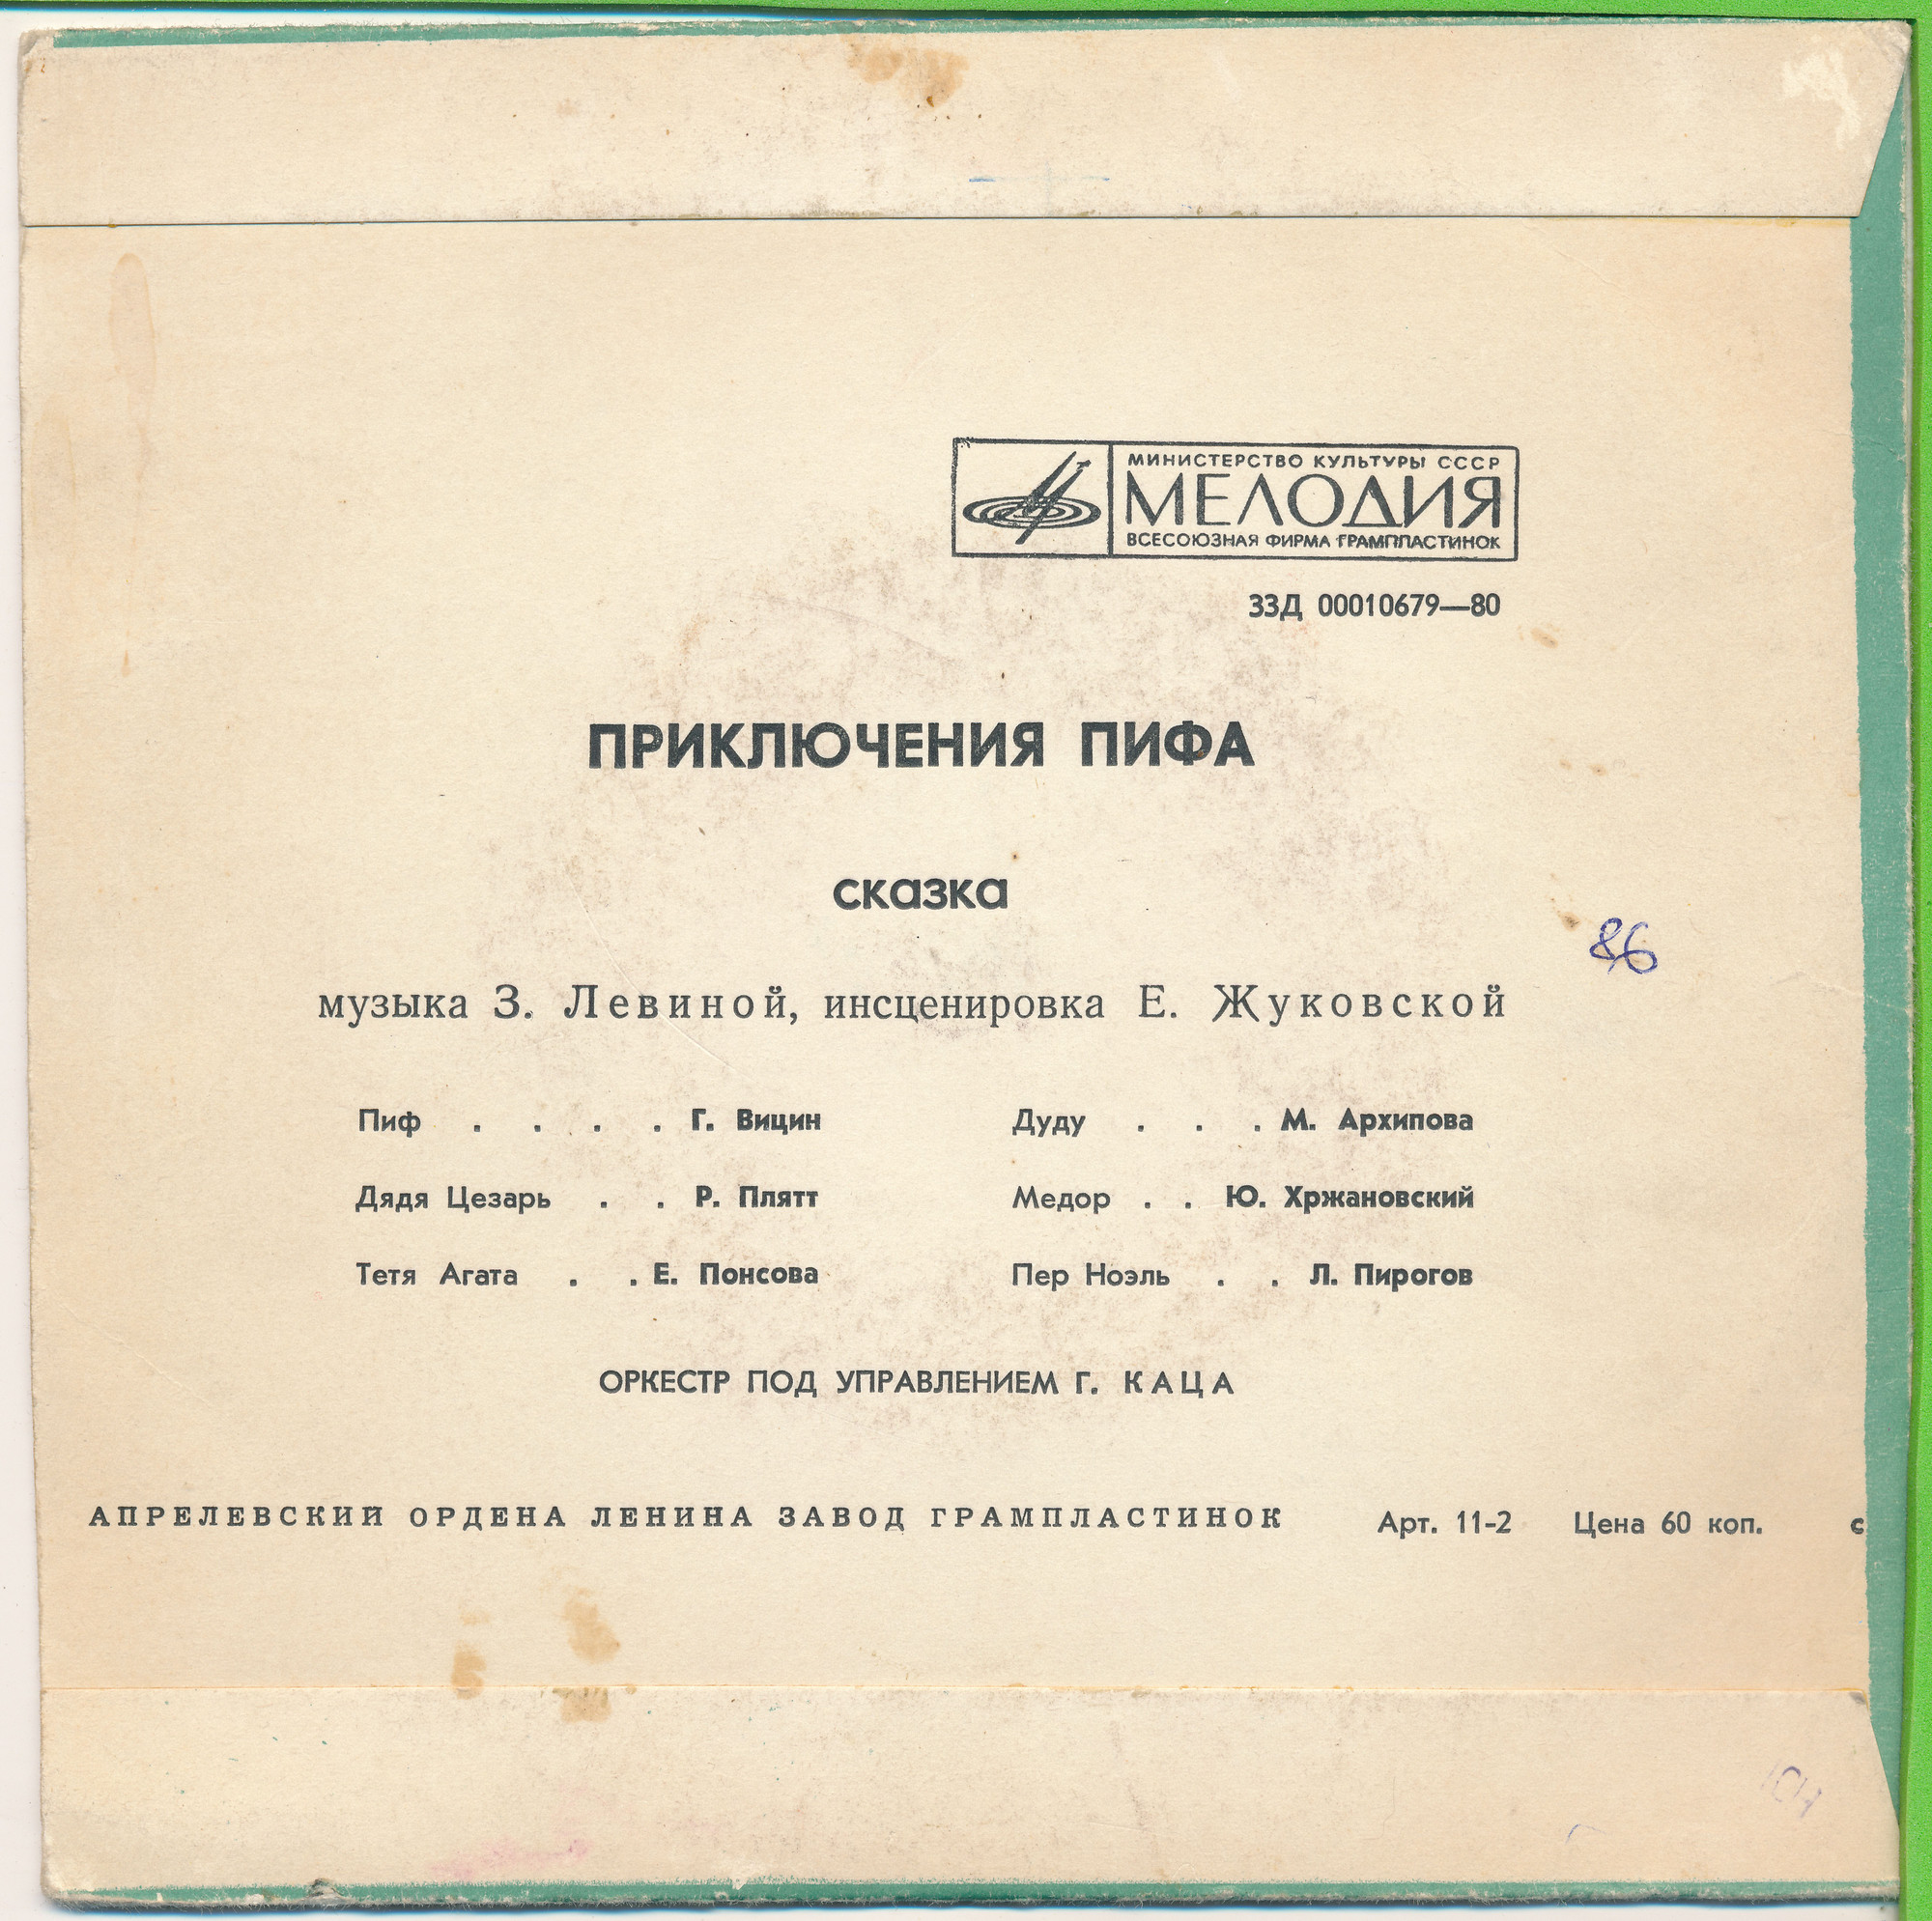 МИНИСТЕРСТВО КУЛЬТУРЫ СССР
МЕЛОДИЯ
ВСЕСОЮЗНАЯ ФИРМА ГРАМПЛАСТИНОК
33Д 00010679—80
ПРИКЛЮЧЕНИЯ ПИФА
сказка
86
музыка З. Левиной, инсценировка Е. Жуковской
Пиф . . . . Г. Вицин
Дядя Цезарь . . Р. Плятт
Тетя Агата . . Е. Понсова
Дуду . . . М. Архипова
Медор . . Ю. Хржановский
Пер Ноэль . . Л. Пирогов
ОРКЕСТР ПОД УПРАВЛЕНИЕМ Г. КАЦА
АПРЕЛЕВСКИЙ ОРДЕНА ЛЕНИНА ЗАВОД ГРАМПЛАСТИНОК Арт. 11-2 Цена 60 коп. с